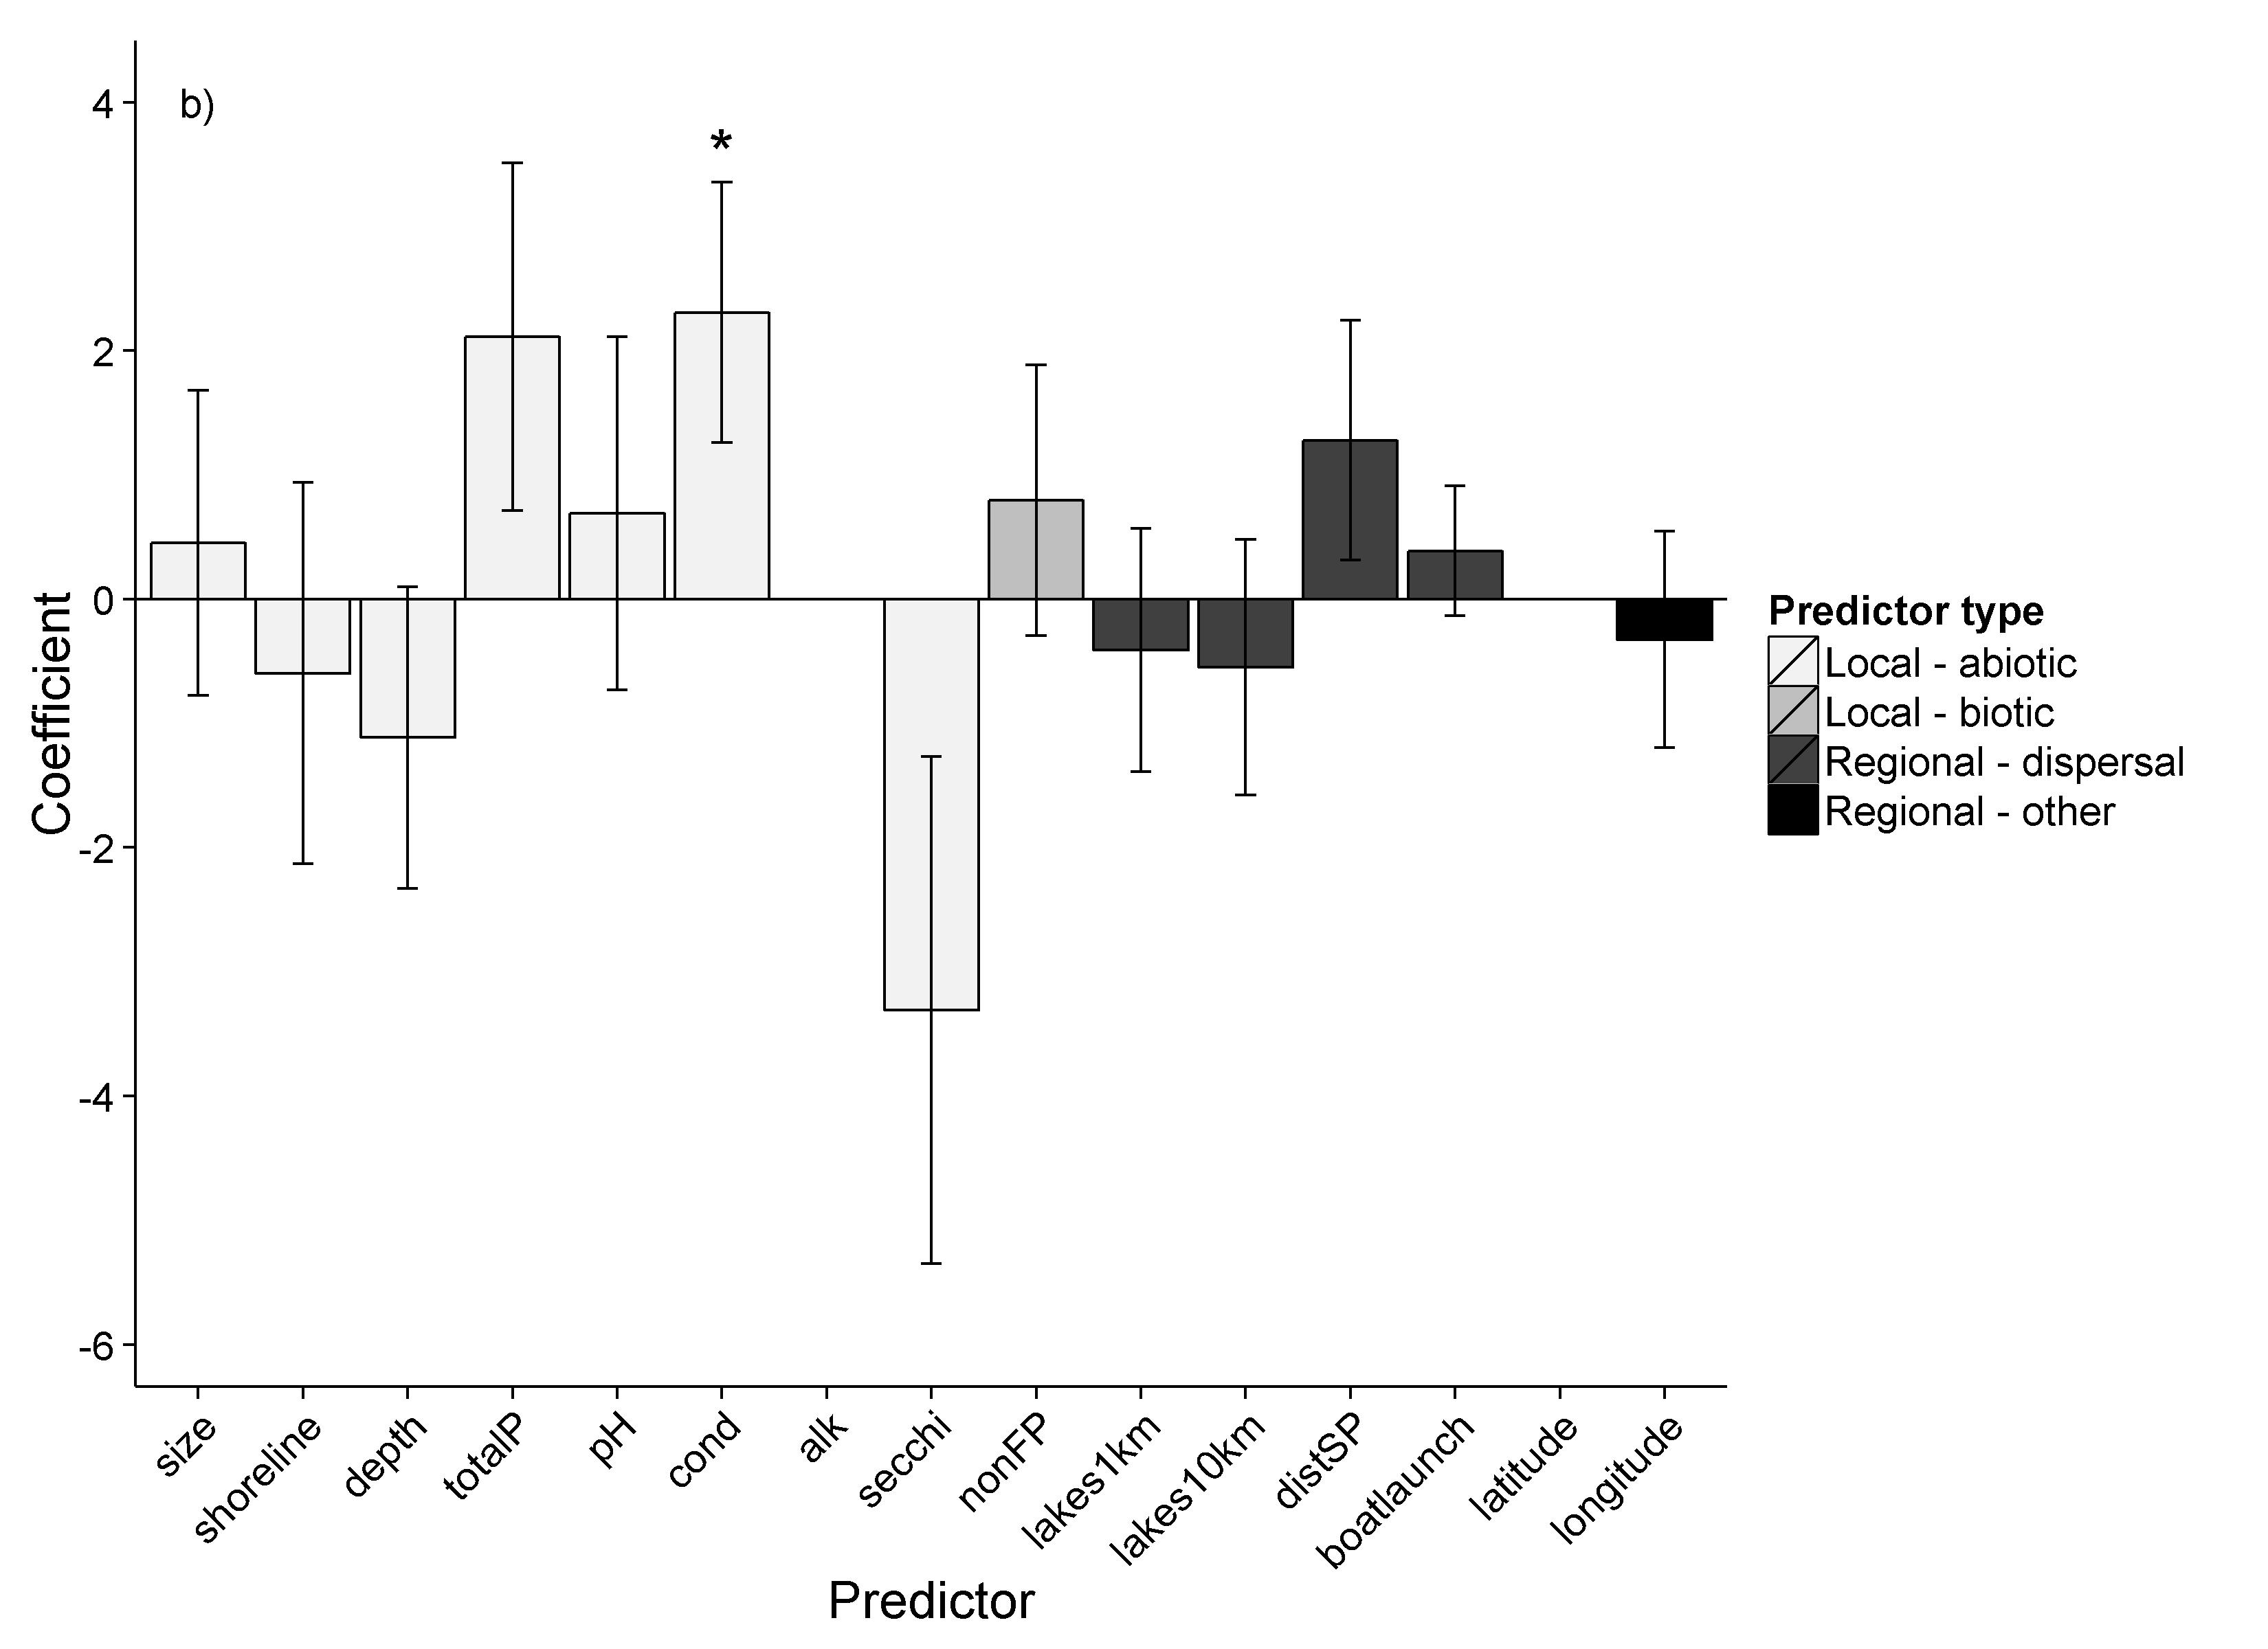 b)
*
4
2
0
-2
-4
-6
Coefficient
size
shoreline
depth
totalP
pH
cond
alk
secchi
nonFP
lakes1km
lakes10km
distSP
boatlaunch
latitude
longitude
Predictor
Predictor type
Local - abiotic
Local - biotic
Regional - dispersal
Regional - other